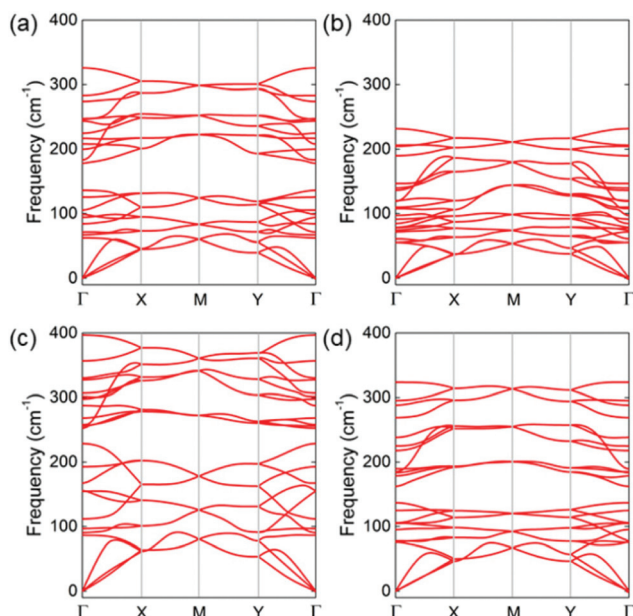 (a)
400
300
200
100
0
Frequency (cm⁻¹)
Γ X M Y Γ
(b)
400
300
200
100
0
Frequency (cm⁻¹)
Γ X M Y Γ
(c)
400
300
200
100
0
Frequency (cm⁻¹)
Γ X M Y Γ
(d)
400
300
200
100
0
Frequency (cm⁻¹)
Γ X M Y Γ